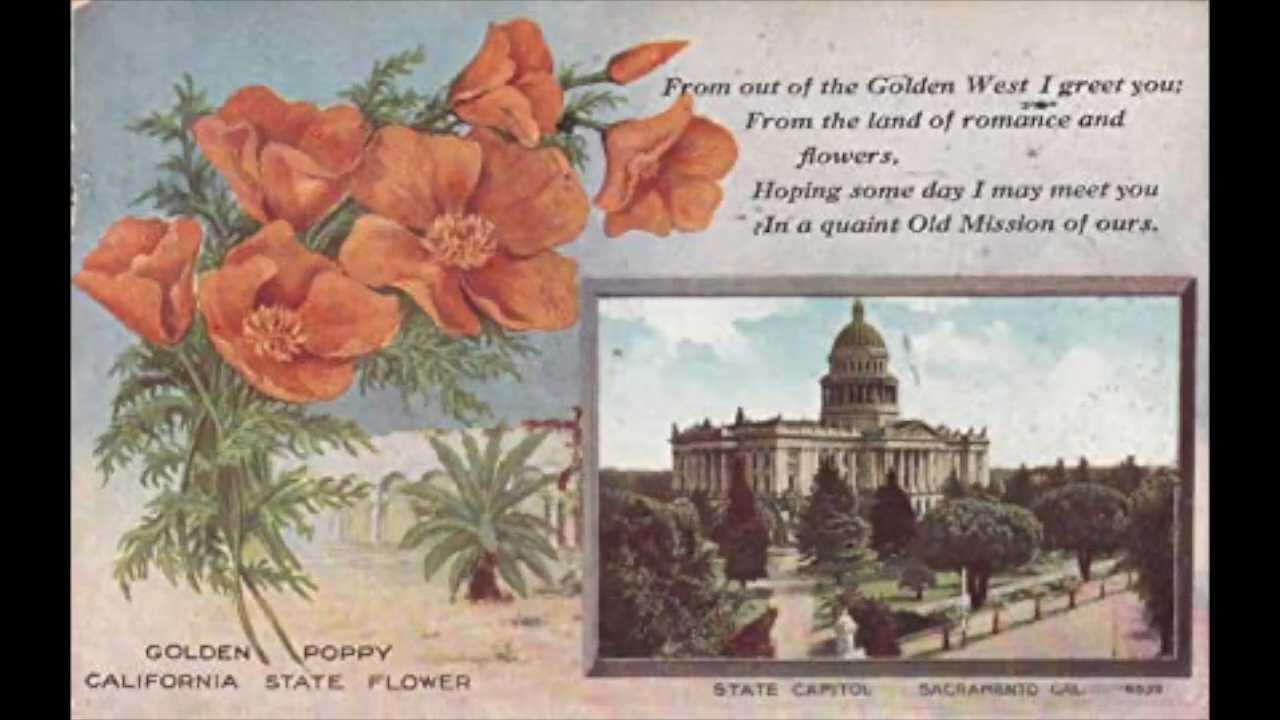 From out of the Golden West I greet you;
From the land of romance and
flowers,
Hoping some day I may meet you
In a quaint Old Mission of ours.
GOLDEN POPPY
CALIFORNIA STATE FLOWER
STATE CAPITOL SACRAMENTO CAL.